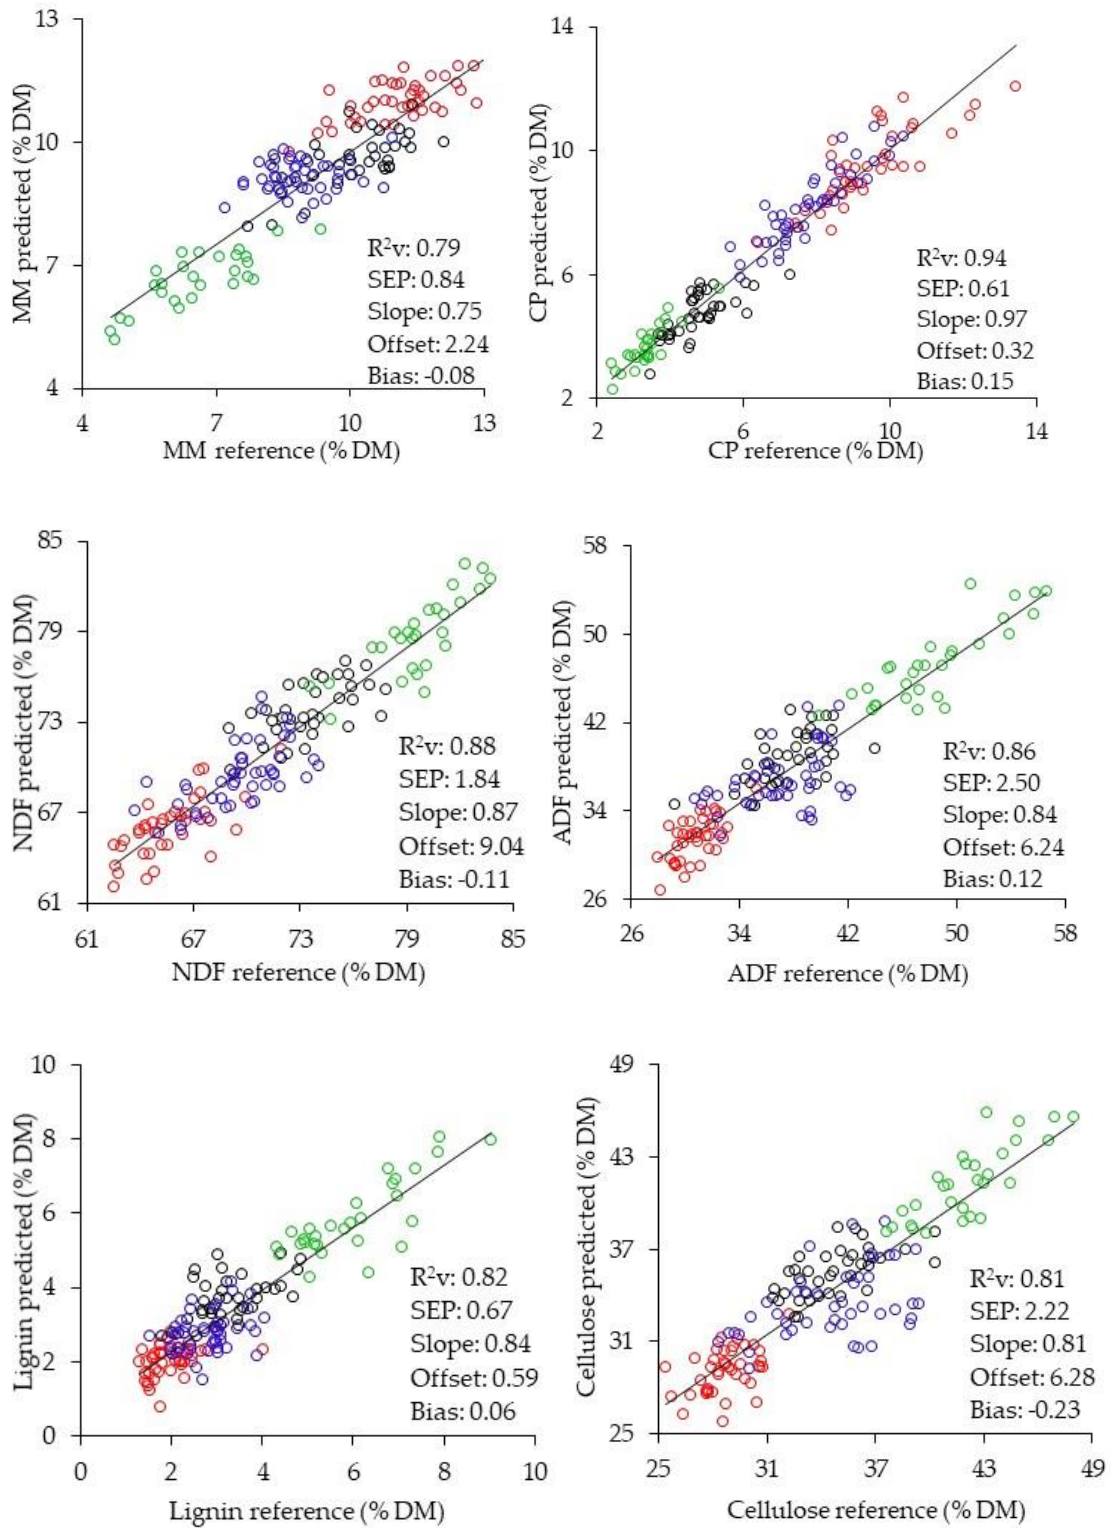 13
10
7
4
MM predicted (% DM)
R²v: 0.79
SEP: 0.84
Slope: 0.75
Offset: 2.24
Bias: -0.08
4 7 10 13
MM reference (% DM)
14
10
6
2
CP predicted (% DM)
R²v: 0.94
SEP: 0.61
Slope: 0.97
Offset: 0.32
Bias: 0.15
2 6 10 14
CP reference (% DM)
85
79
73
67
61
NDF predicted (% DM)
R²v: 0.88
SEP: 1.84
Slope: 0.87
Offset: 9.04
Bias: -0.11
61 67 73 79 85
NDF reference (% DM)
58
50
42
34
26
ADF predicted (% DM)
R²v: 0.86
SEP: 2.50
Slope: 0.84
Offset: 6.24
Bias: 0.12
26 34 42 50 58
ADF reference (% DM)
10
8
6
4
2
0
Lignin predicted (% DM)
R²v: 0.82
SEP: 0.67
Slope: 0.84
Offset: 0.59
Bias: 0.06
0 2 4 6 8 10
Lignin reference (% DM)
49
43
37
31
25
Cellulose predicted (% DM)
R²v: 0.81
SEP: 2.22
Slope: 0.81
Offset: 6.28
Bias: -0.23
25 31 37 43 49
Cellulose reference (% DM)